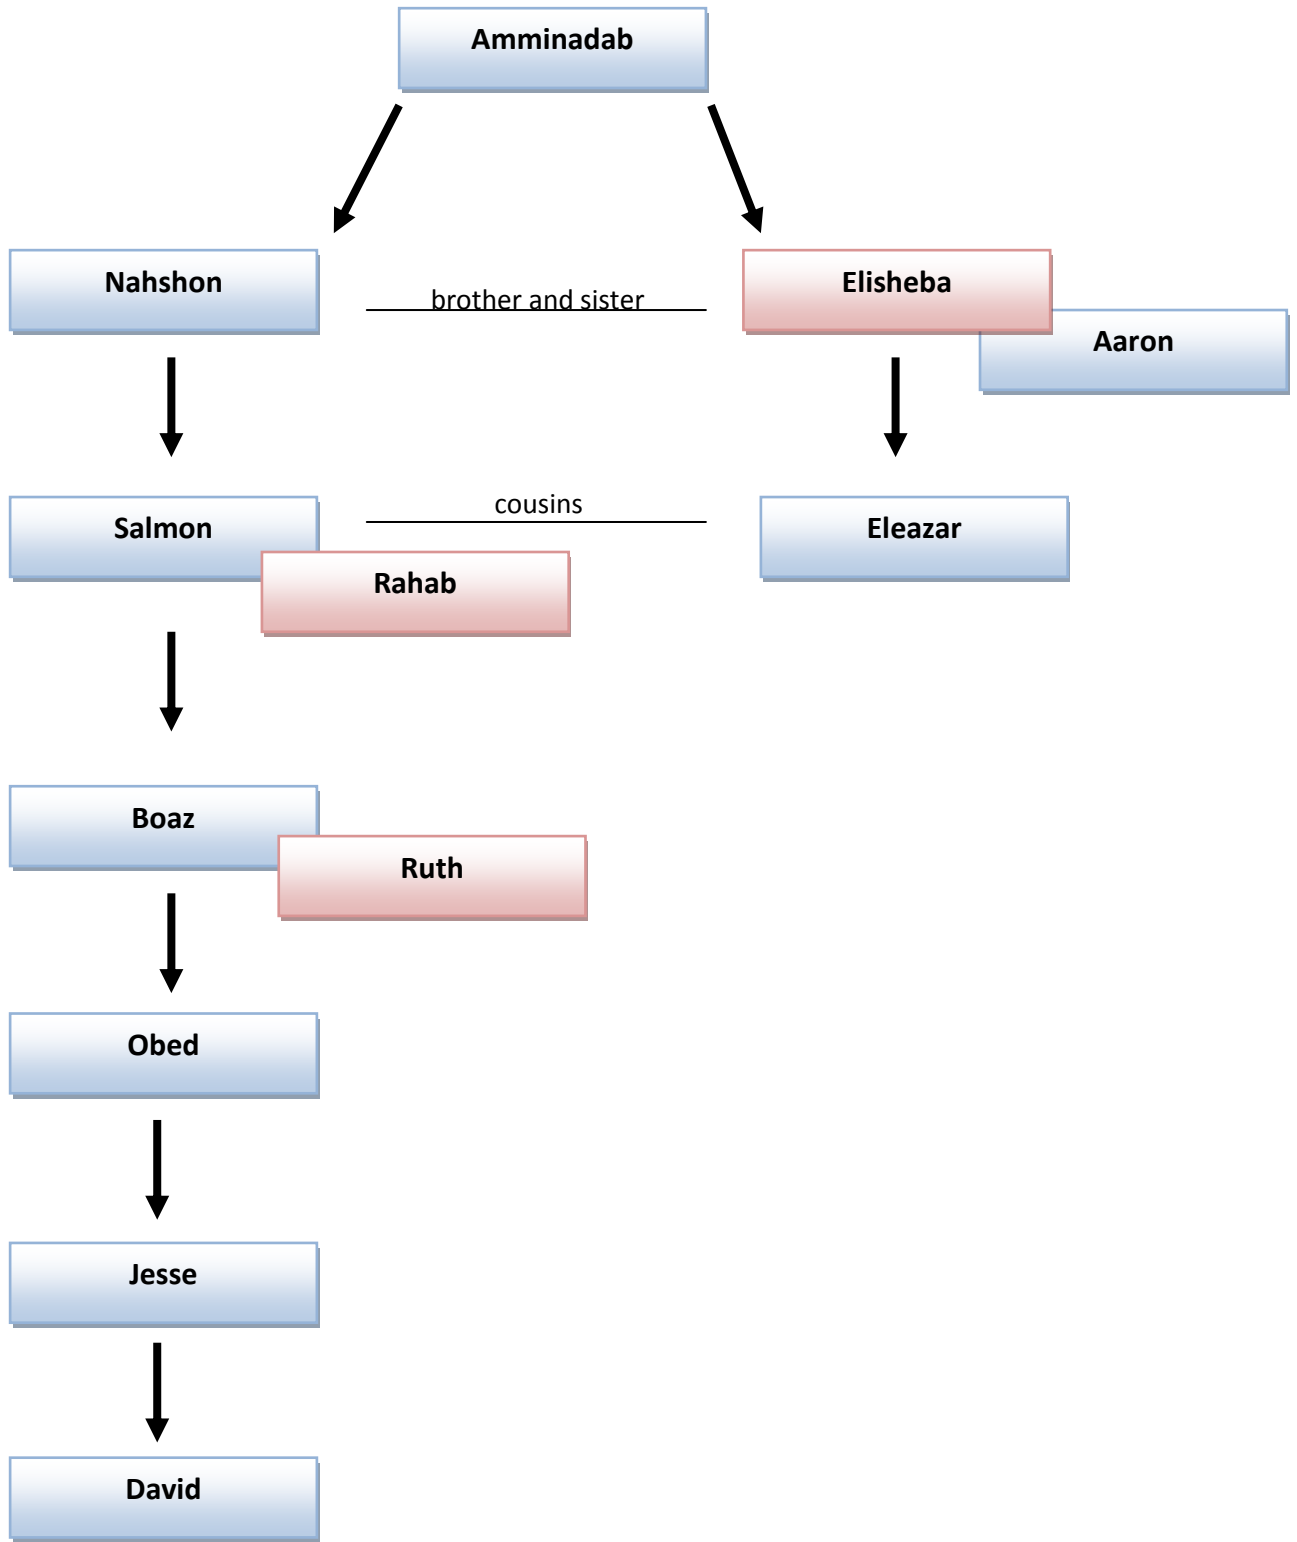 Amminadab
Nahshon
brother and sister
Elisheba
Aaron
Salmon
cousins
Eleazar
Rahab
Boaz
Ruth
Obed
Jesse
David